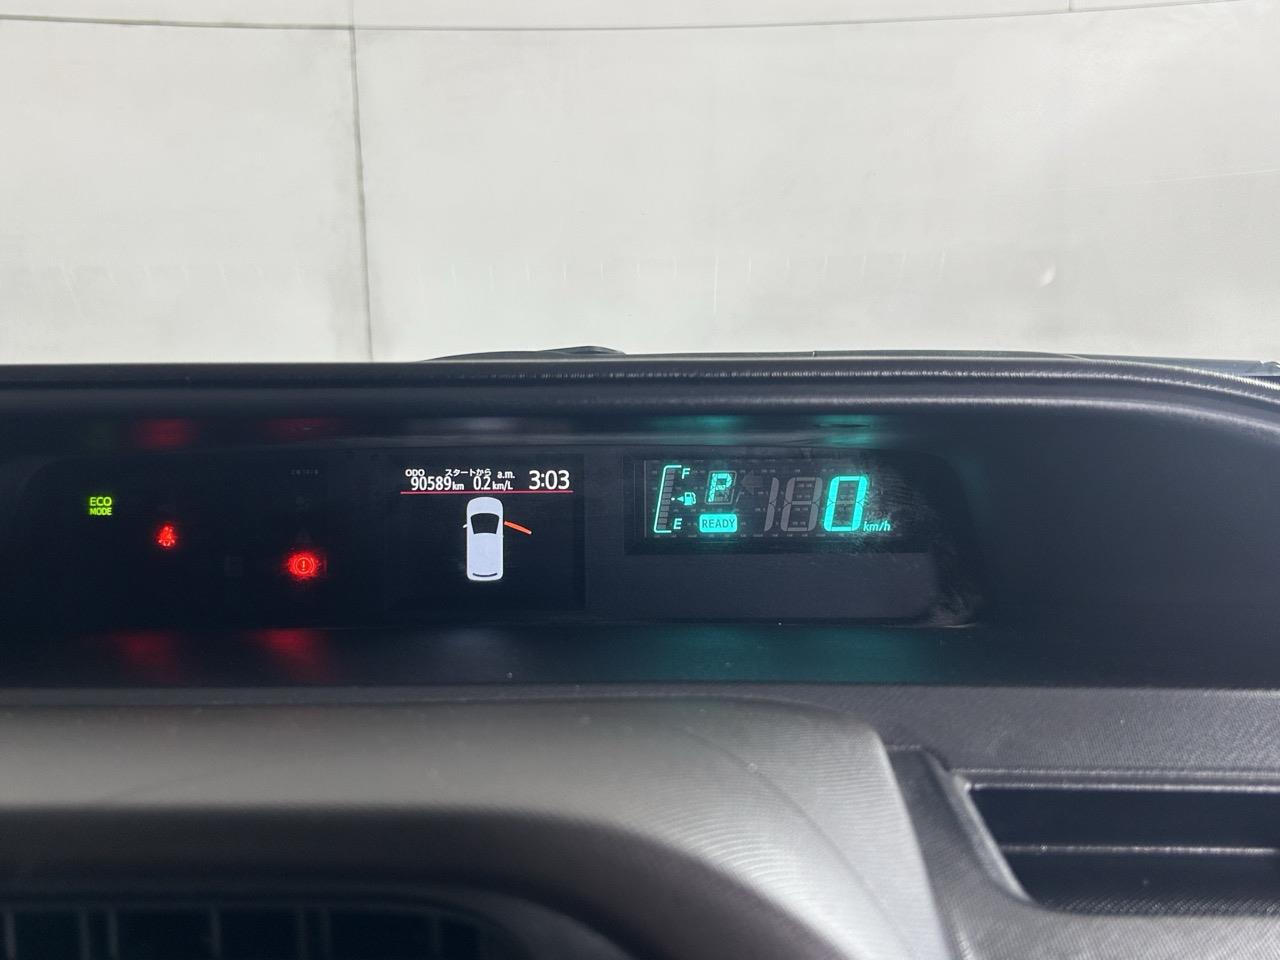 ECO
MODE
ODO スタートから a.m.
90589km 0.2km/L 3:03
F
E
P
READY
0 km/h